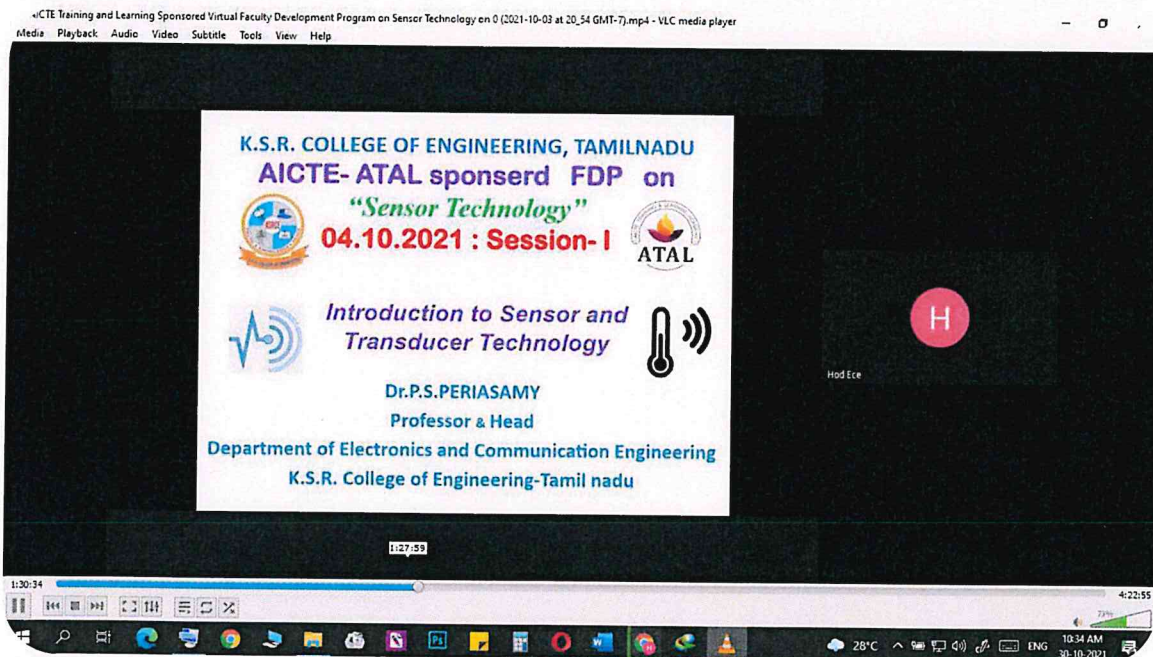 AICTE Training and Learning Sponsored Virtual Faculty Development Program on Sensor Technology on 0 (2021-10-03 at 20_54 GMT-7).mp4 - VLC media player
Media Playback Audio Video Subtitle Tools View Help
K.S.R. COLLEGE OF ENGINEERING, TAMILNADU
AICTE- ATAL sponserd FDP on
“Sensor Technology”
04.10.2021 : Session- I
ATAL
Introduction to Sensor and
Transducer Technology
Dr.P.S.PERIASAMY
Professor & Head
Department of Electronics and Communication Engineering
K.S.R. College of Engineering-Tamil nadu
H
Hod Ece
1:27:59
1:30:34
4:22:55
73%
28°C ENG 10:34 AM
30-10-2021